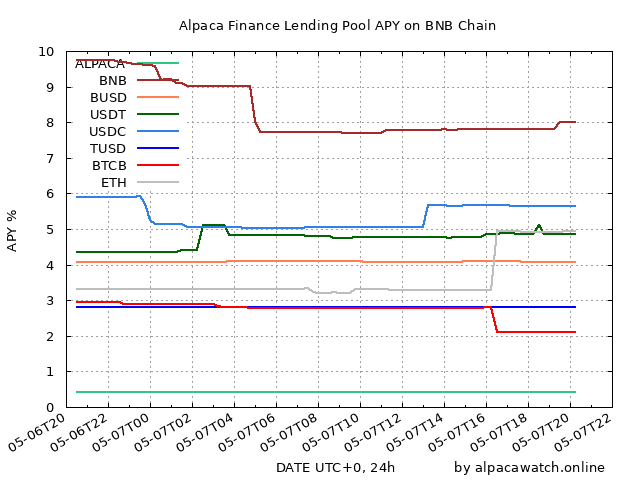 Alpaca Finance Lending Pool APY on BNB Chain
10
9
8
7
6
5
4
3
2
1
0
APY %
ALPACA
BNB
BUSD
USDT
USDC
TUSD
BTCB
ETH
05-06T20
05-06T22
05-07T00
05-07T02
05-07T04
05-07T06
05-07T08
05-07T10
05-07T12
05-07T14
05-07T16
05-07T18
05-07T20
05-07T22
DATE UTC+0, 24h
by alpacawatch.online